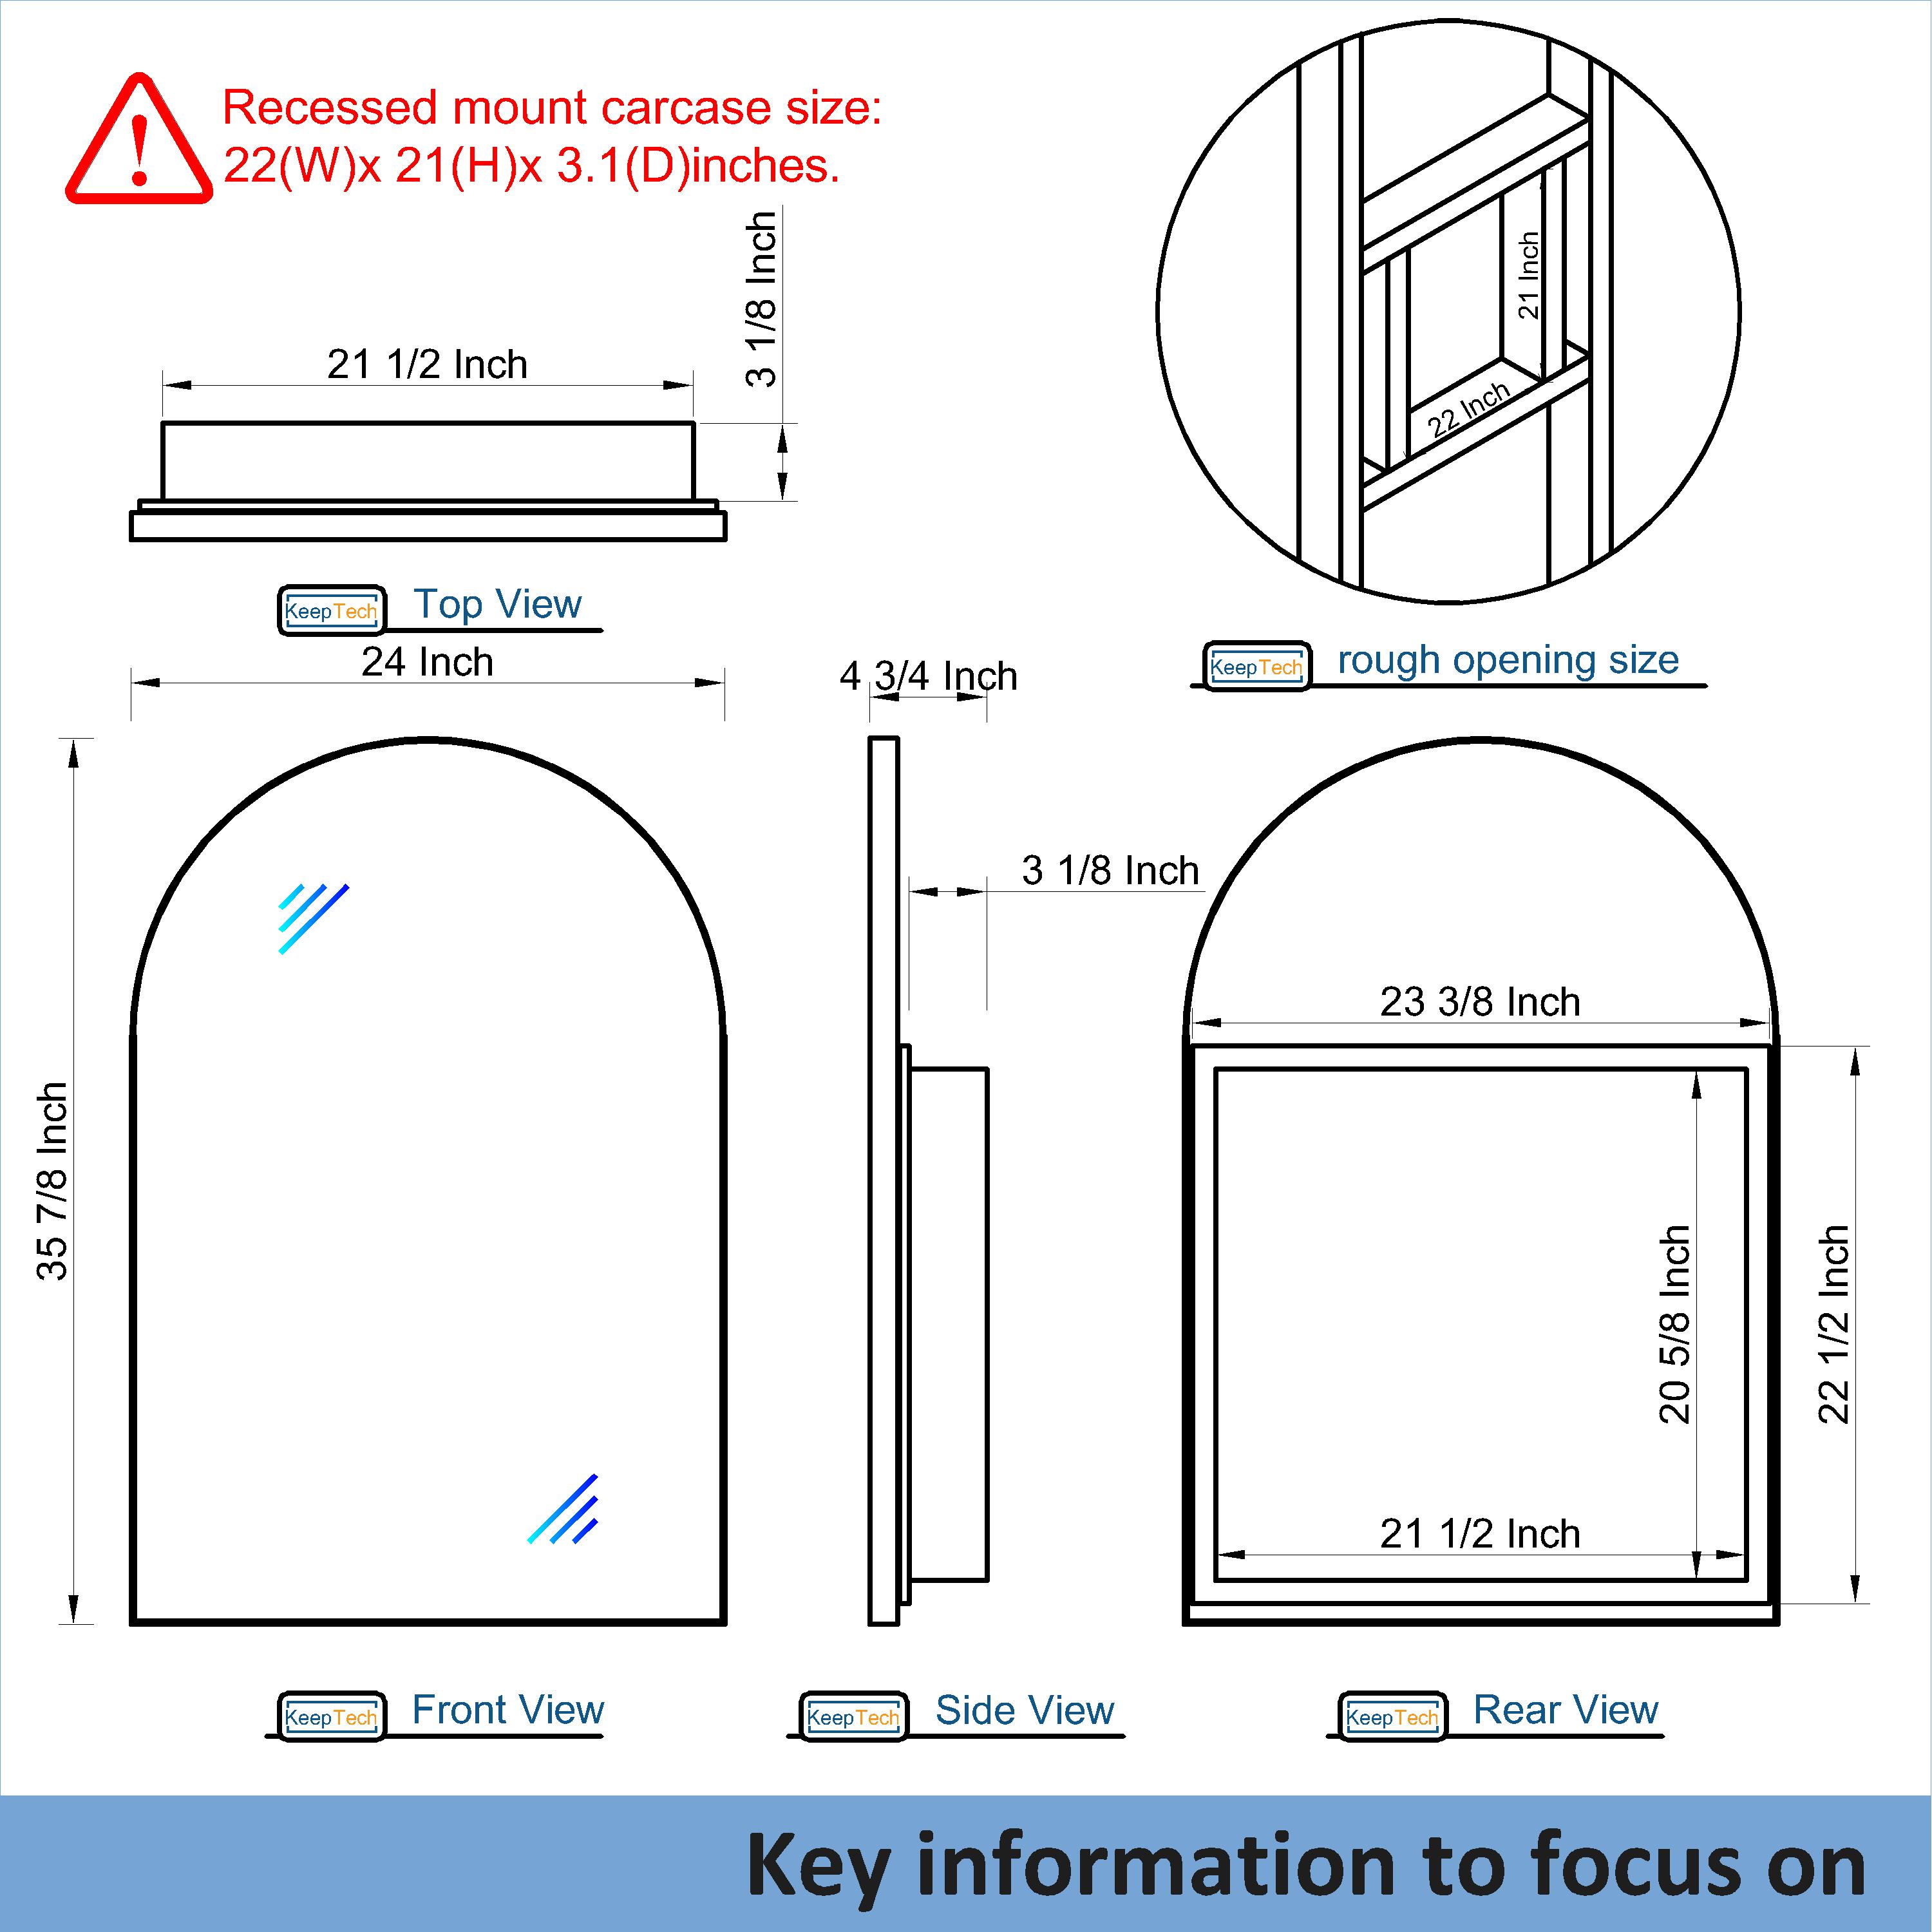 Recessed mount carcase size:
22(W)x 21(H)x 3.1(D)inches.
3 1/8 Inch
21 1/2 Inch
KeepTech Top View
21 Inch
22 Inch
KeepTech rough opening size
24 Inch
4 3/4 Inch
35 7/8 Inch
3 1/8 Inch
23 3/8 Inch
20 5/8 Inch
22 1/2 Inch
21 1/2 Inch
KeepTech Front View
KeepTech Side View
KeepTech Rear View
Key information to focus on